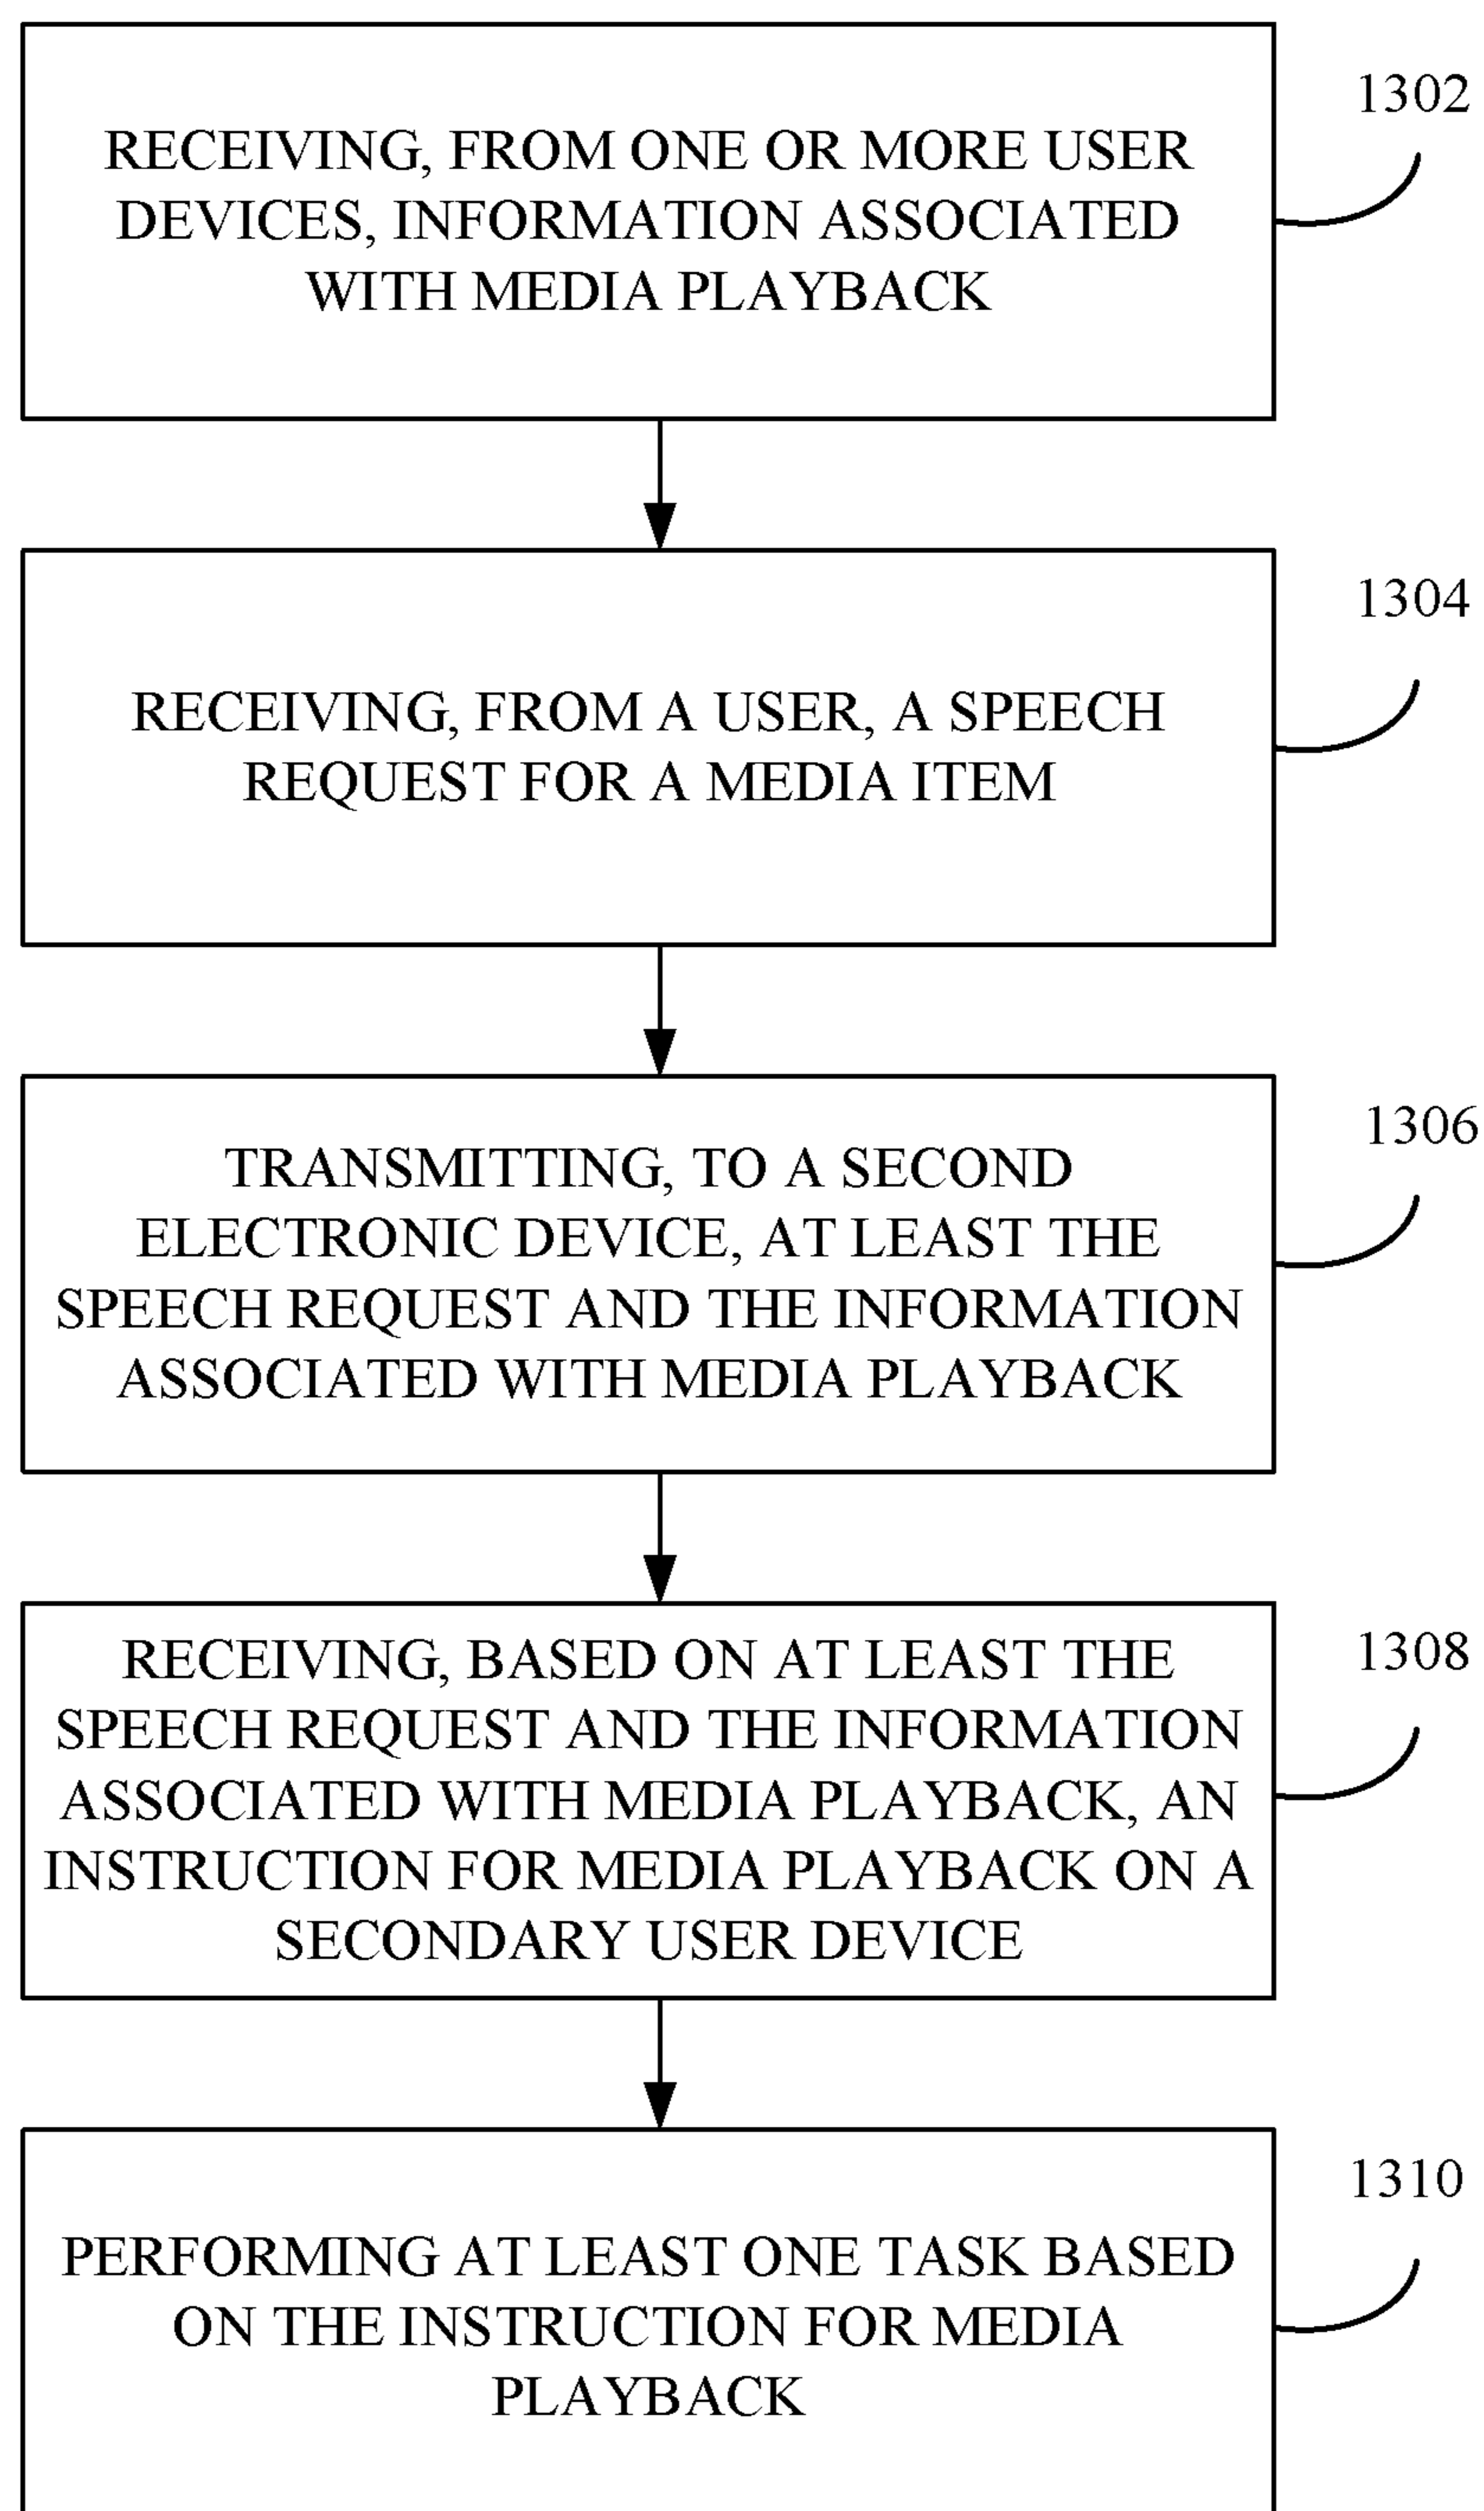 1302
RECEIVING, FROM ONE OR MORE USER
DEVICES, INFORMATION ASSOCIATED
WITH MEDIA PLAYBACK
1304
RECEIVING, FROM A USER, A SPEECH
REQUEST FOR A MEDIA ITEM
1306
TRANSMITTING, TO A SECOND
ELECTRONIC DEVICE, AT LEAST THE
SPEECH REQUEST AND THE INFORMATION
ASSOCIATED WITH MEDIA PLAYBACK
1308
RECEIVING, BASED ON AT LEAST THE
SPEECH REQUEST AND THE INFORMATION
ASSOCIATED WITH MEDIA PLAYBACK, AN
INSTRUCTION FOR MEDIA PLAYBACK ON A
SECONDARY USER DEVICE
1310
PERFORMING AT LEAST ONE TASK BASED
ON THE INSTRUCTION FOR MEDIA
PLAYBACK